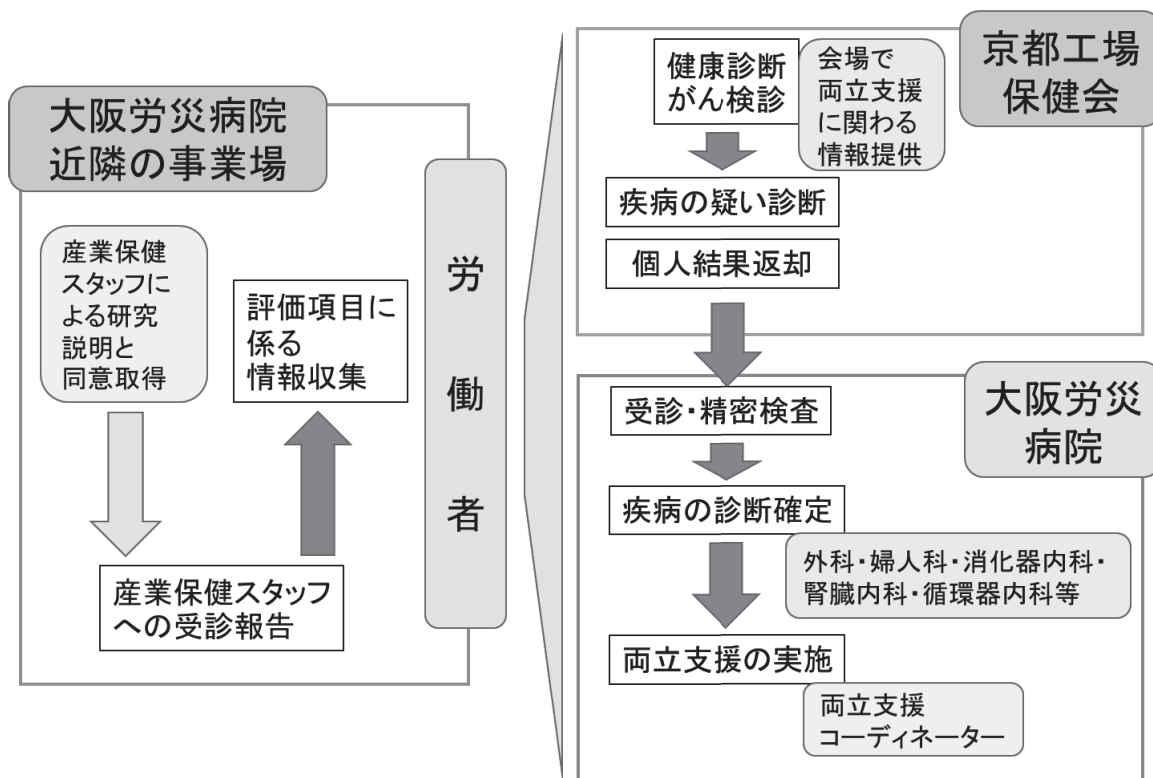 大阪労災病院
近隣の事業場
産業保健
スタッフに
よる研究
説明と
同意取得
評価項目に
係る
情報収集
産業保健スタッフ
への受診報告
労
働
者
京都工場
保健会
健康診断
がん検診
会場で
両立支援
に関わる
情報提供
疾病の疑い診断
個人結果返却
大阪労災
病院
受診・精密検査
疾病の診断確定
外科・婦人科・消化器内科・
腎臓内科・循環器内科等
両立支援の実施
両立支援
コーディネーター